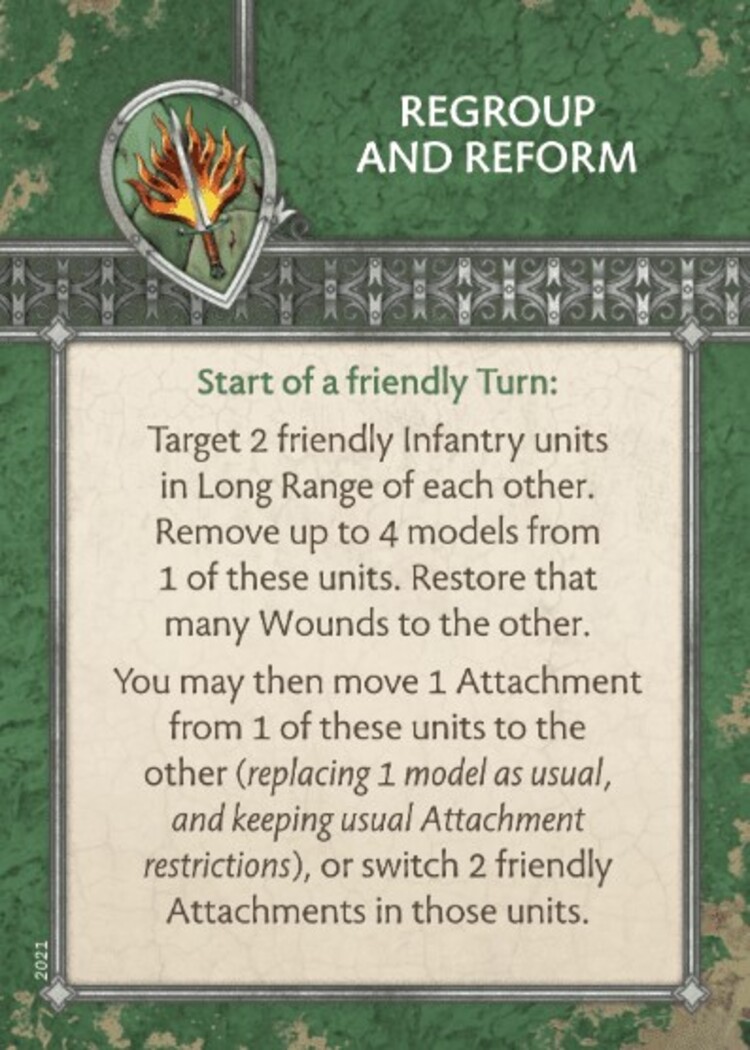 REGROUP
AND REFORM
Start of a friendly Turn:
Target 2 friendly Infantry units
in Long Range of each other.
Remove up to 4 models from
1 of these units. Restore that
many Wounds to the other.
You may then move 1 Attachment
from 1 of these units to the
other (replacing 1 model as usual,
and keeping usual Attachment
restrictions), or switch 2 friendly
Attachments in those units.
2021